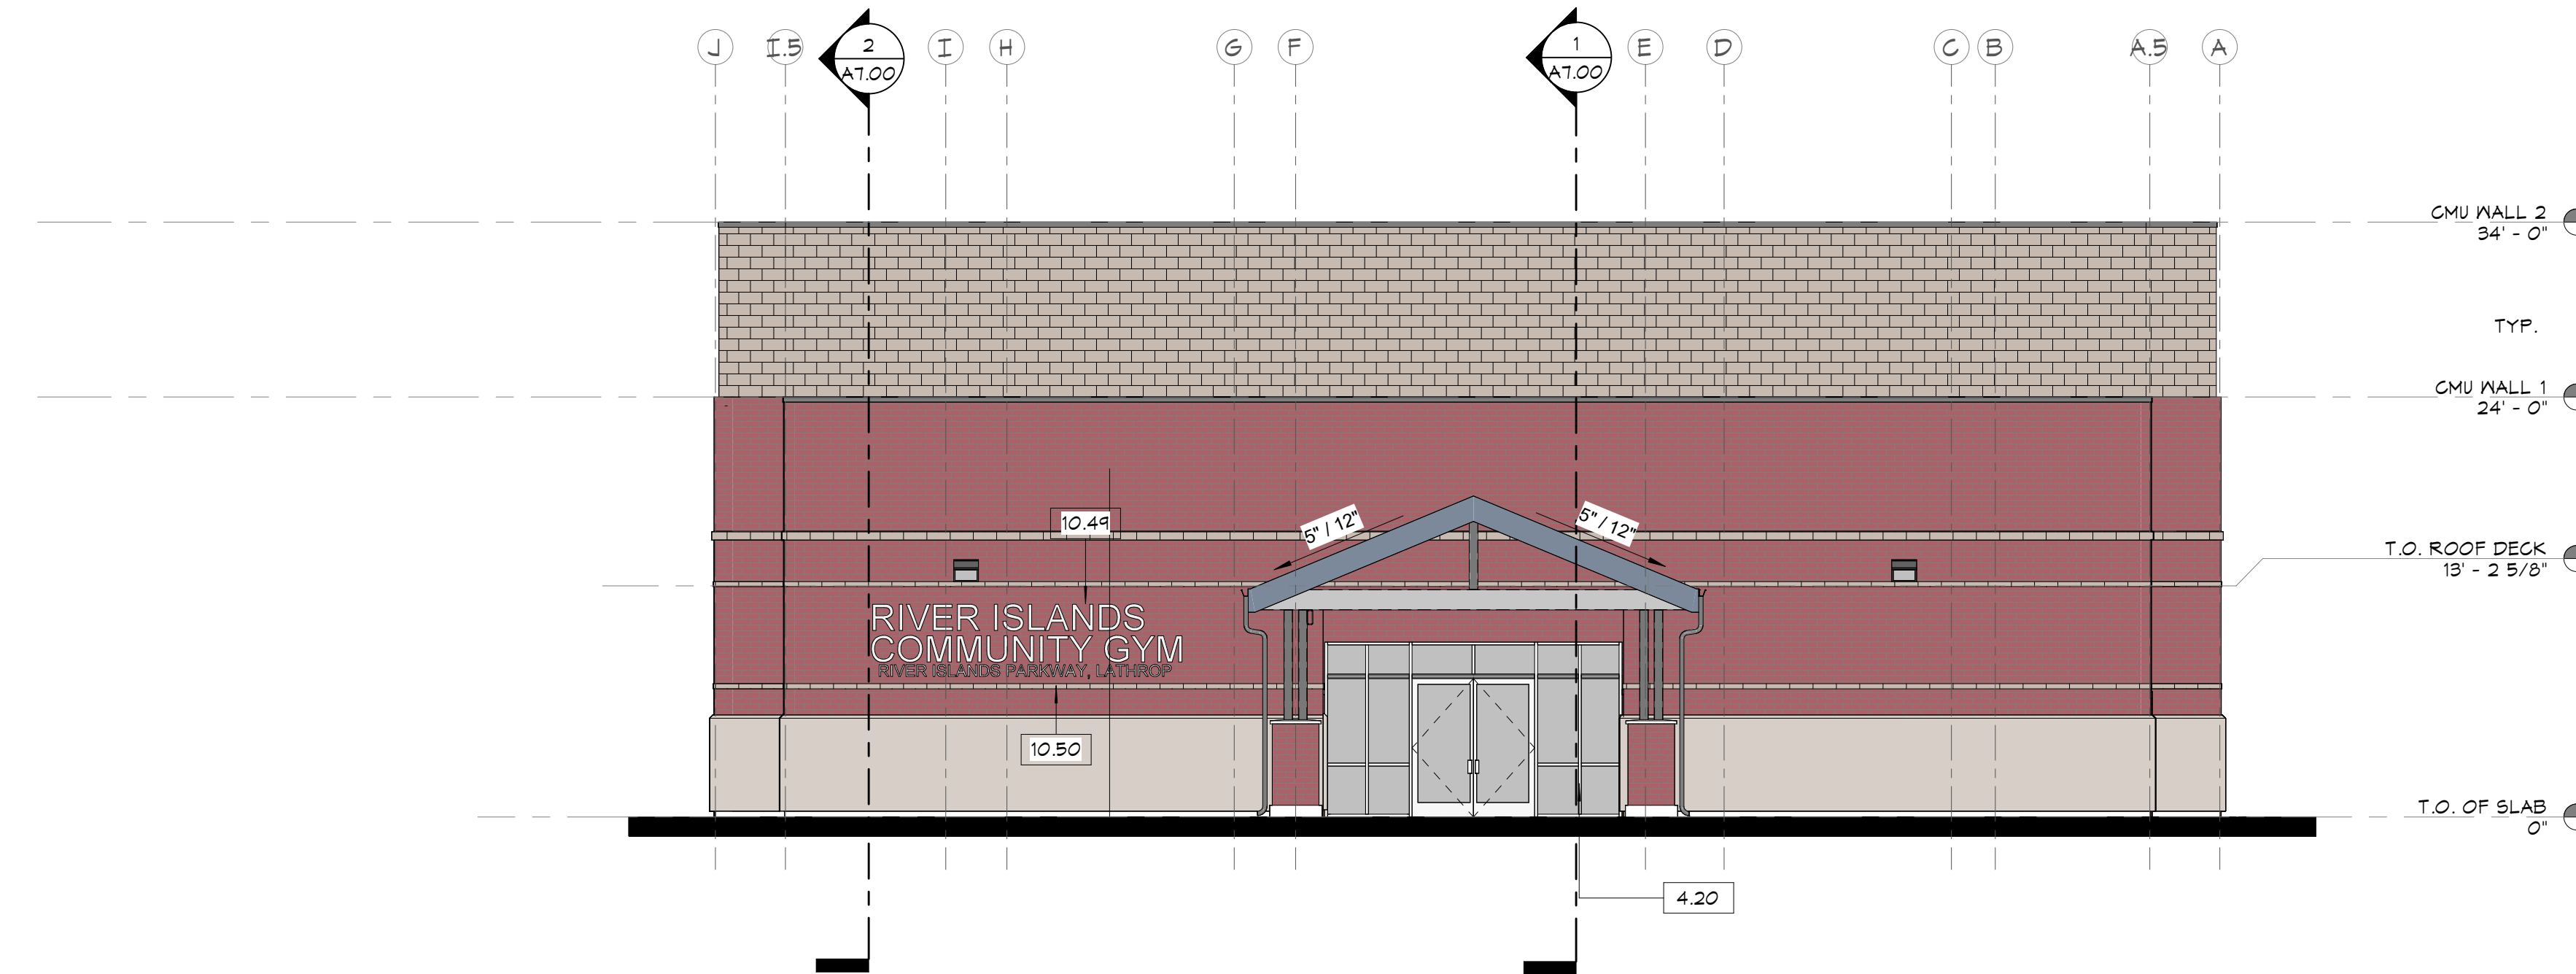 J
I.5
2
A7.00
I
H
G
F
1
A7.00
E
D
C
B
A.5
A
CMU WALL 2
34' - 0"
TYP.
CMU WALL 1
24' - 0"
10.49
5" / 12"
5" / 12"
T.O. ROOF DECK
13' - 2 5/8"
RIVER ISLANDS
COMMUNITY GYM
RIVER ISLANDS PARKWAY, LATHROP
10.50
T.O. OF SLAB
0"
4.20